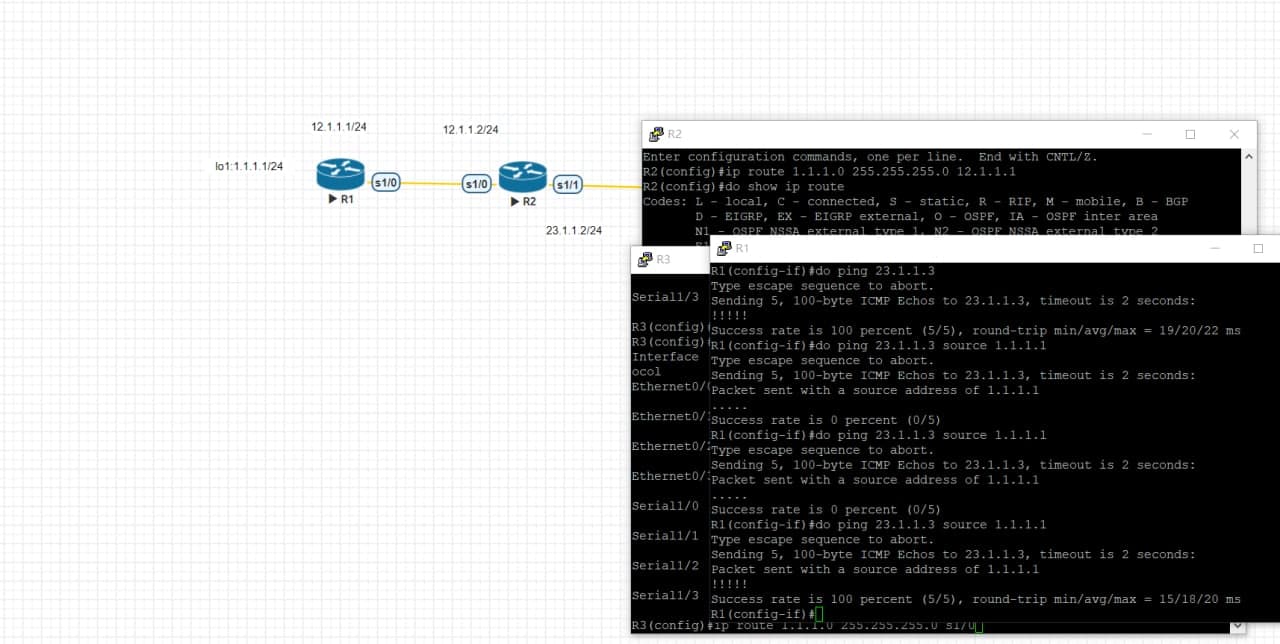 12.1.1.1/24
12.1.1.2/24
lo1:1.1.1.1/24
s1/0
s1/0
s1/1
R1
R2
23.1.1.2/24
R2
Enter configuration commands, one per line.  End with CNTL/Z.
R2(config)#ip route 1.1.1.0 255.255.255.0 12.1.1.1
R2(config)#do show ip route
Codes: L - local, C - connected, S - static, R - RIP, M - mobile, B - BGP
D - EIGRP, EX - EIGRP external, O - OSPF, IA - OSPF inter area
N1 - OSPF NSSA external type 1, N2 - OSPF NSSA external type 2
R3
Serial1/3
R3(config)
R3(config)
Interface
ocol
Ethernet0/
Ethernet0/
Ethernet0/
Ethernet0/
Serial1/0
Serial1/1
Serial1/2
Serial1/3
R3(config)#ip route 1.1.1.0 255.255.255.0 s1/0
R1
R1(config-if)#do ping 23.1.1.3
Type escape sequence to abort.
Sending 5, 100-byte ICMP Echos to 23.1.1.3, timeout is 2 seconds:
!!!!!
Success rate is 100 percent (5/5), round-trip min/avg/max = 19/20/22 ms
R1(config-if)#do ping 23.1.1.3 source 1.1.1.1
Type escape sequence to abort.
Sending 5, 100-byte ICMP Echos to 23.1.1.3, timeout is 2 seconds:
Packet sent with a source address of 1.1.1.1
.....
Success rate is 0 percent (0/5)
R1(config-if)#do ping 23.1.1.3 source 1.1.1.1
Type escape sequence to abort.
Sending 5, 100-byte ICMP Echos to 23.1.1.3, timeout is 2 seconds:
Packet sent with a source address of 1.1.1.1
.....
Success rate is 0 percent (0/5)
R1(config-if)#do ping 23.1.1.3 source 1.1.1.1
Type escape sequence to abort.
Sending 5, 100-byte ICMP Echos to 23.1.1.3, timeout is 2 seconds:
Packet sent with a source address of 1.1.1.1
!!!!!
Success rate is 100 percent (5/5), round-trip min/avg/max = 15/18/20 ms
R1(config-if)#